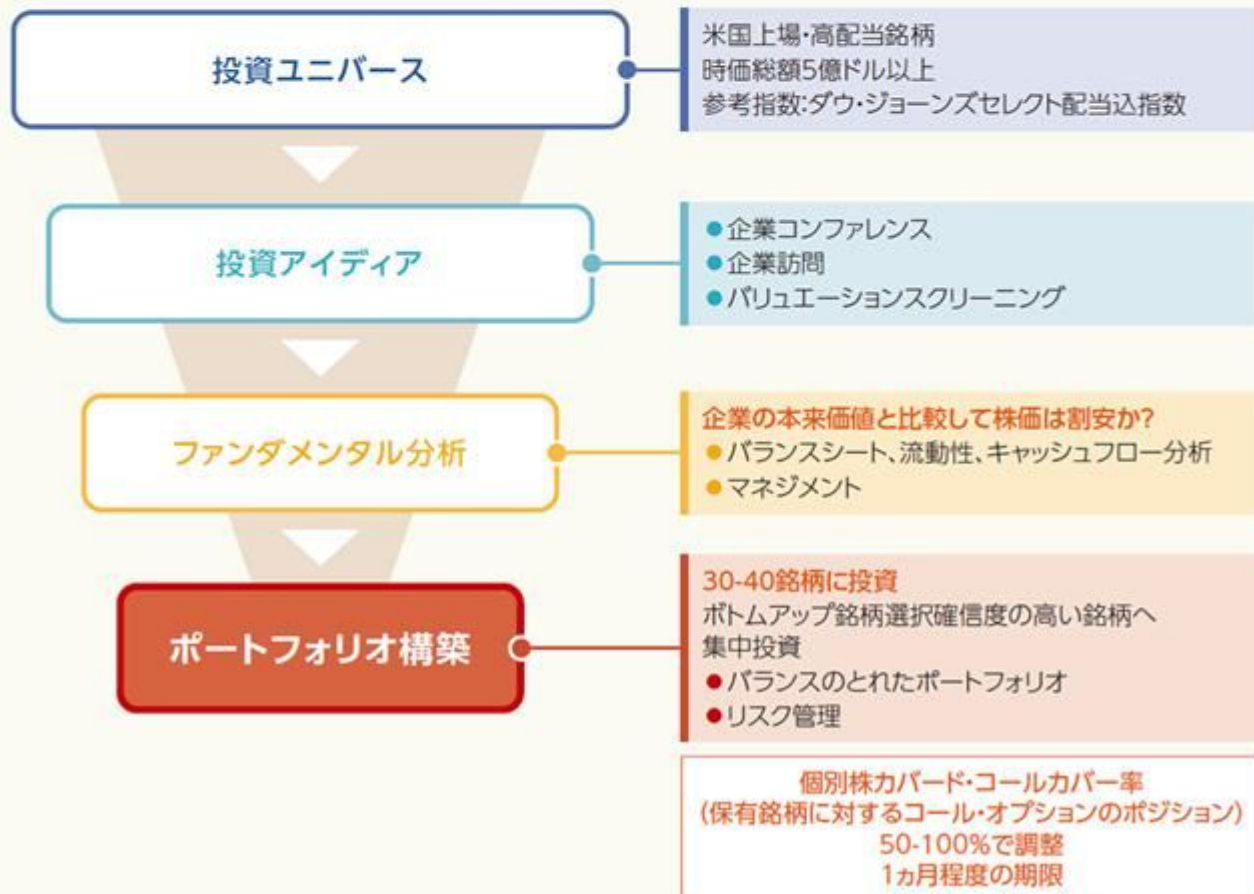 投資ユニバース
米国上場・高配当銘柄
時価総額5億ドル以上
参考指数:ダウ・ジョーンズセレクト配当込指数
投資アイディア
●企業コンファレンス
●企業訪問
●バリュエーションスクリーニング
ファンダメンタル分析
企業の本来価値と比較して株価は割安か?
●バランスシート、流動性、キャッシュフロー分析
●マネジメント
ポートフォリオ構築
30-40銘柄に投資
ボトムアップ銘柄選択確信度の高い銘柄へ
集中投資
●バランスのとれたポートフォリオ
●リスク管理
個別株カバード・コールカバー率
(保有銘柄に対するコール・オプションのポジション)
50-100%で調整
1ヵ月程度の期限